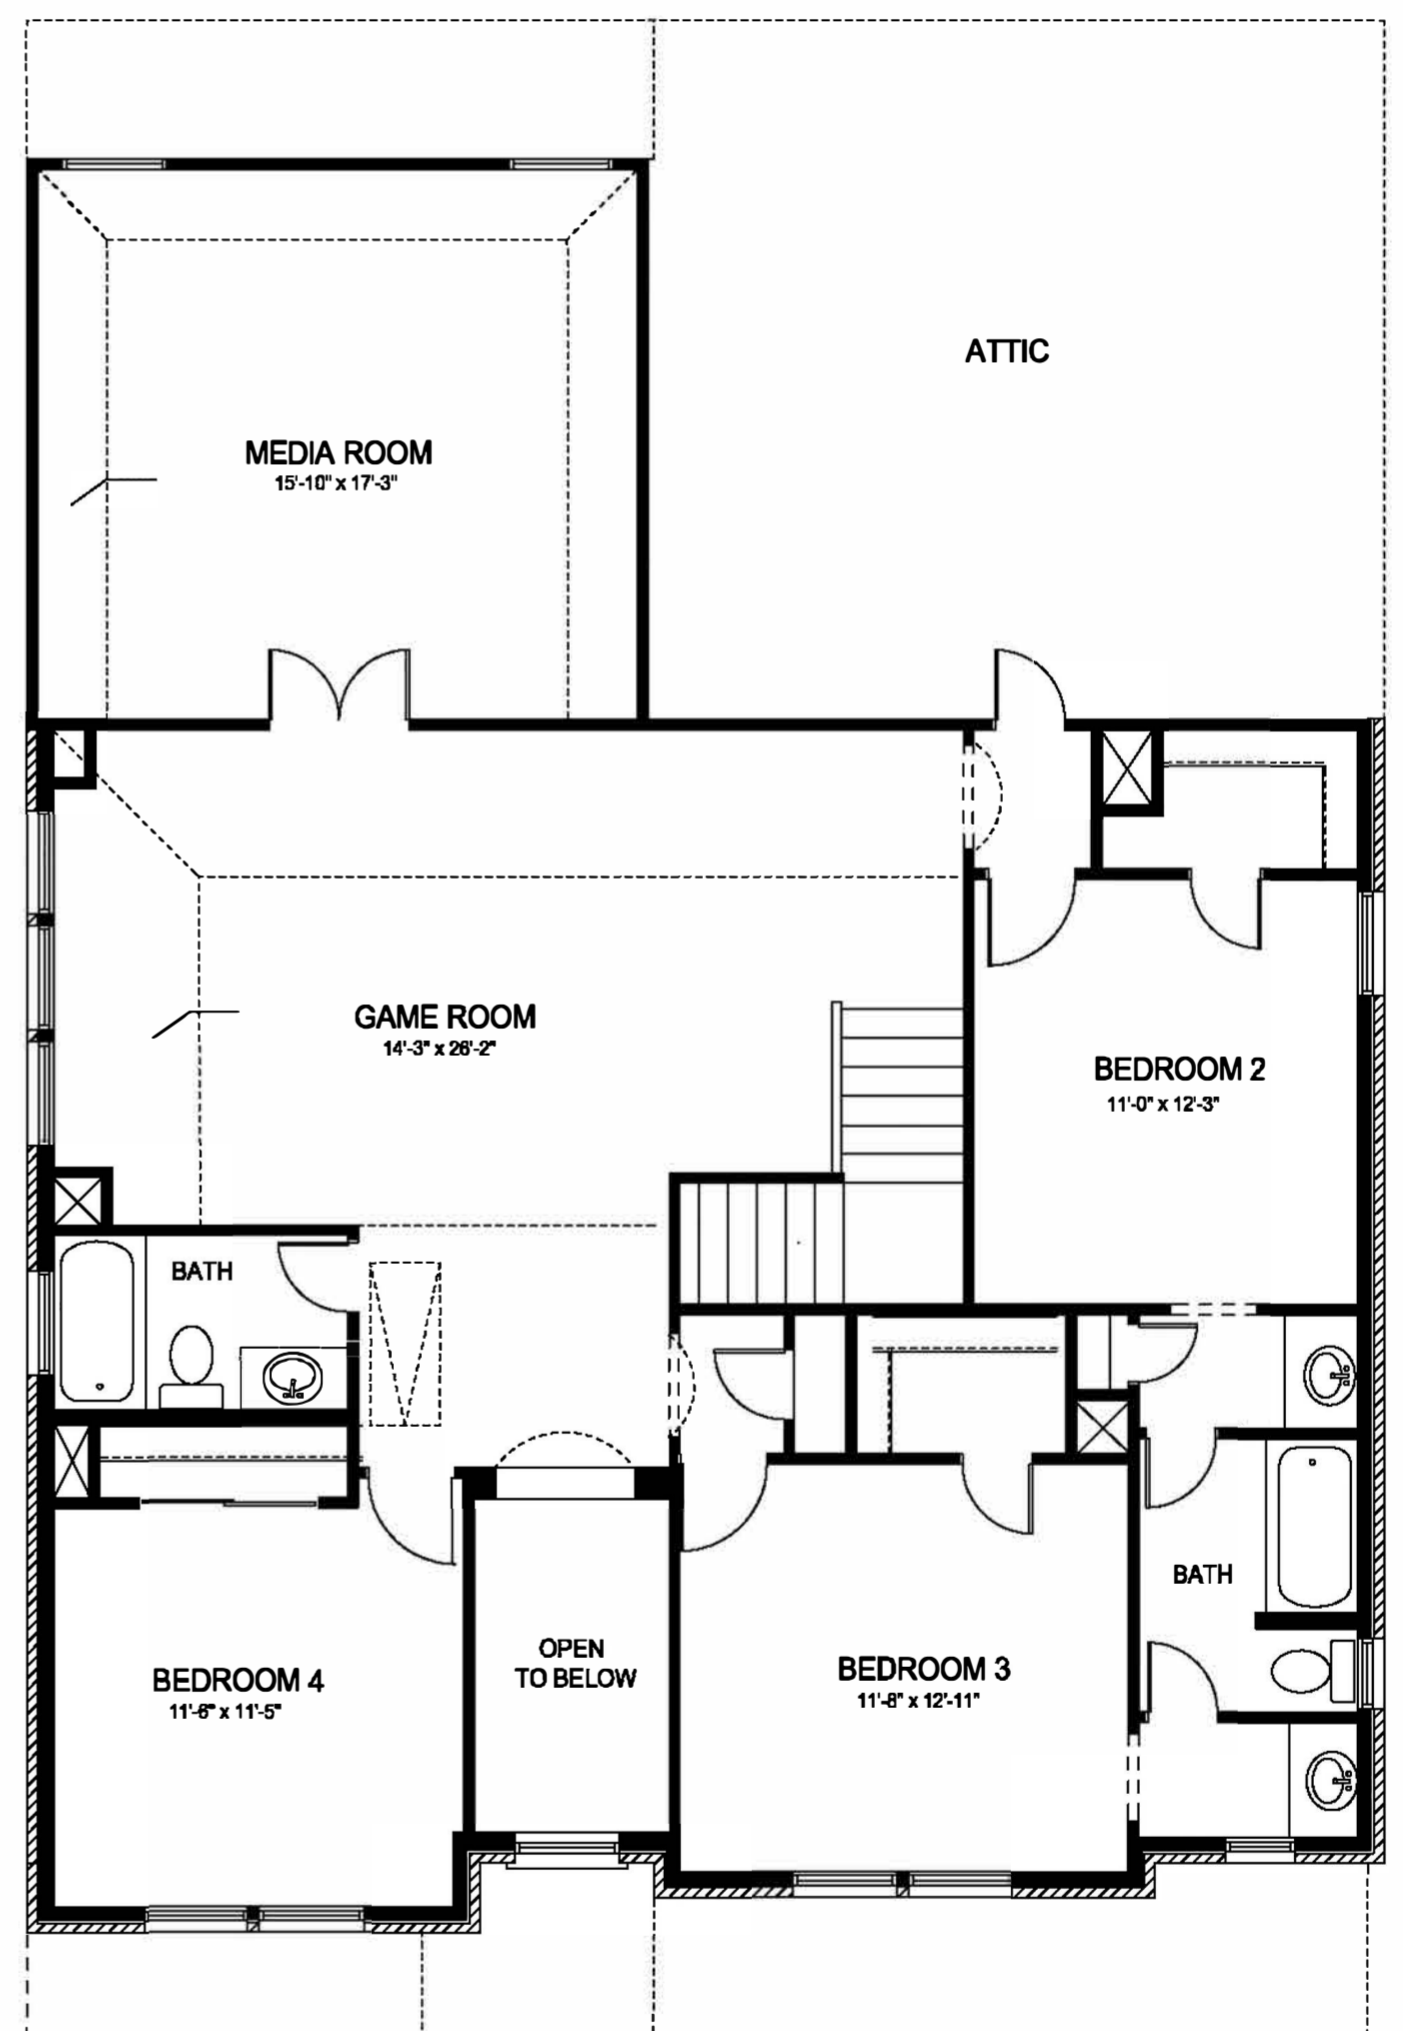 ATTIC
MEDIA ROOM
15'-10" x 17'-3"
GAME ROOM
14'-3" x 26'-2"
BEDROOM 2
11'-0" x 12'-3"
BATH
BATH
OPEN
TO BELOW
BEDROOM 3
11'-8" x 12'-11"
BEDROOM 4
11'-6" x 11'-5"